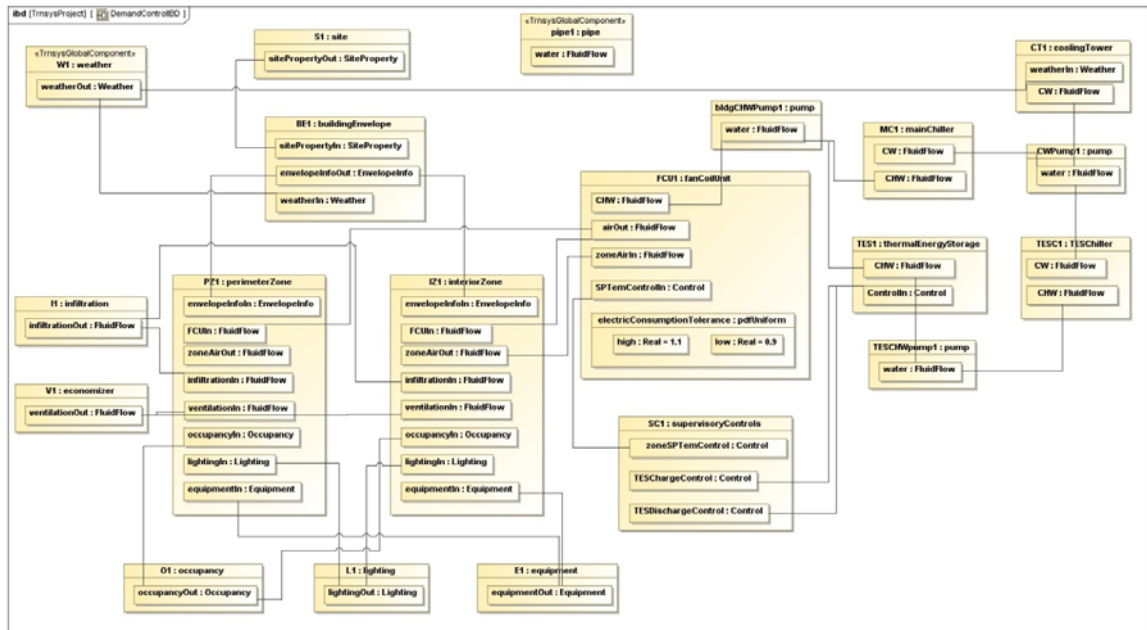 ibd [TrnsysProject] [ DemandControlBD ]
«TrnsysGlobalComponent»
W1 : weather
weatherOut : Weather
S1 : site
sitePropertyOut : SiteProperty
«TrnsysGlobalComponent»
pipe1 : pipe
water : FluidFlow
CT1 : coolingTower
weatherIn : Weather
CW : FluidFlow
BE1 : buildingEnvelope
sitePropertyIn : SiteProperty
envelopeInfoOut : EnvelopeInfo
weatherIn : Weather
bldgCHWPump1 : pump
water : FluidFlow
MC1 : mainChiller
CW : FluidFlow
CHW : FluidFlow
CWPump1 : pump
water : FluidFlow
FCU1 : fanCoilUnit
CHW : FluidFlow
airOut : FluidFlow
zoneAirIn : FluidFlow
SPTemControlIn : Control
electricConsumptionTolerance : pdfUniform
high : Real = 1.1
low : Real = 0.9
TES1 : thermalEnergyStorage
CHW : FluidFlow
ControlIn : Control
TESC1 : TESChiller
CW : FluidFlow
CHW : FluidFlow
TESCHWpump1 : pump
water : FluidFlow
I1 : infiltration
infiltrationOut : FluidFlow
V1 : economizer
ventilationOut : FluidFlow
PZ1 : perimeterZone
envelopeInfoIn : EnvelopeInfo
FCUIn : FluidFlow
zoneAirOut : FluidFlow
infiltrationIn : FluidFlow
ventilationIn : FluidFlow
occupancyIn : Occupancy
lightingIn : Lighting
equipmentIn : Equipment
IZ1 : interiorZone
envelopeInfoIn : EnvelopeInfo
FCUIn : FluidFlow
zoneAirOut : FluidFlow
infiltrationIn : FluidFlow
ventilationIn : FluidFlow
occupancyIn : Occupancy
lightingIn : Lighting
equipmentIn : Equipment
SC1 : supervisoryControls
zoneSPTemControl : Control
TESChargeControl : Control
TESDischargeControl : Control
O1 : occupancy
occupancyOut : Occupancy
L1 : lighting
lightingOut : Lighting
E1 : equipment
equipmentOut : Equipment